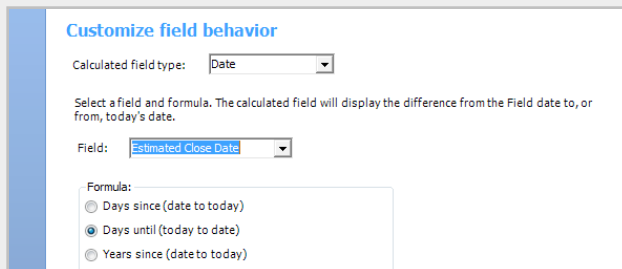 Customize field behavior
Calculated field type: Date
Select a field and formula. The calculated field will display the difference from the Field date to, or
from, today's date.
Field: Estimated Close Date
Formula:
Days since (date to today)
Days until (today to date)
Years since (date to today)